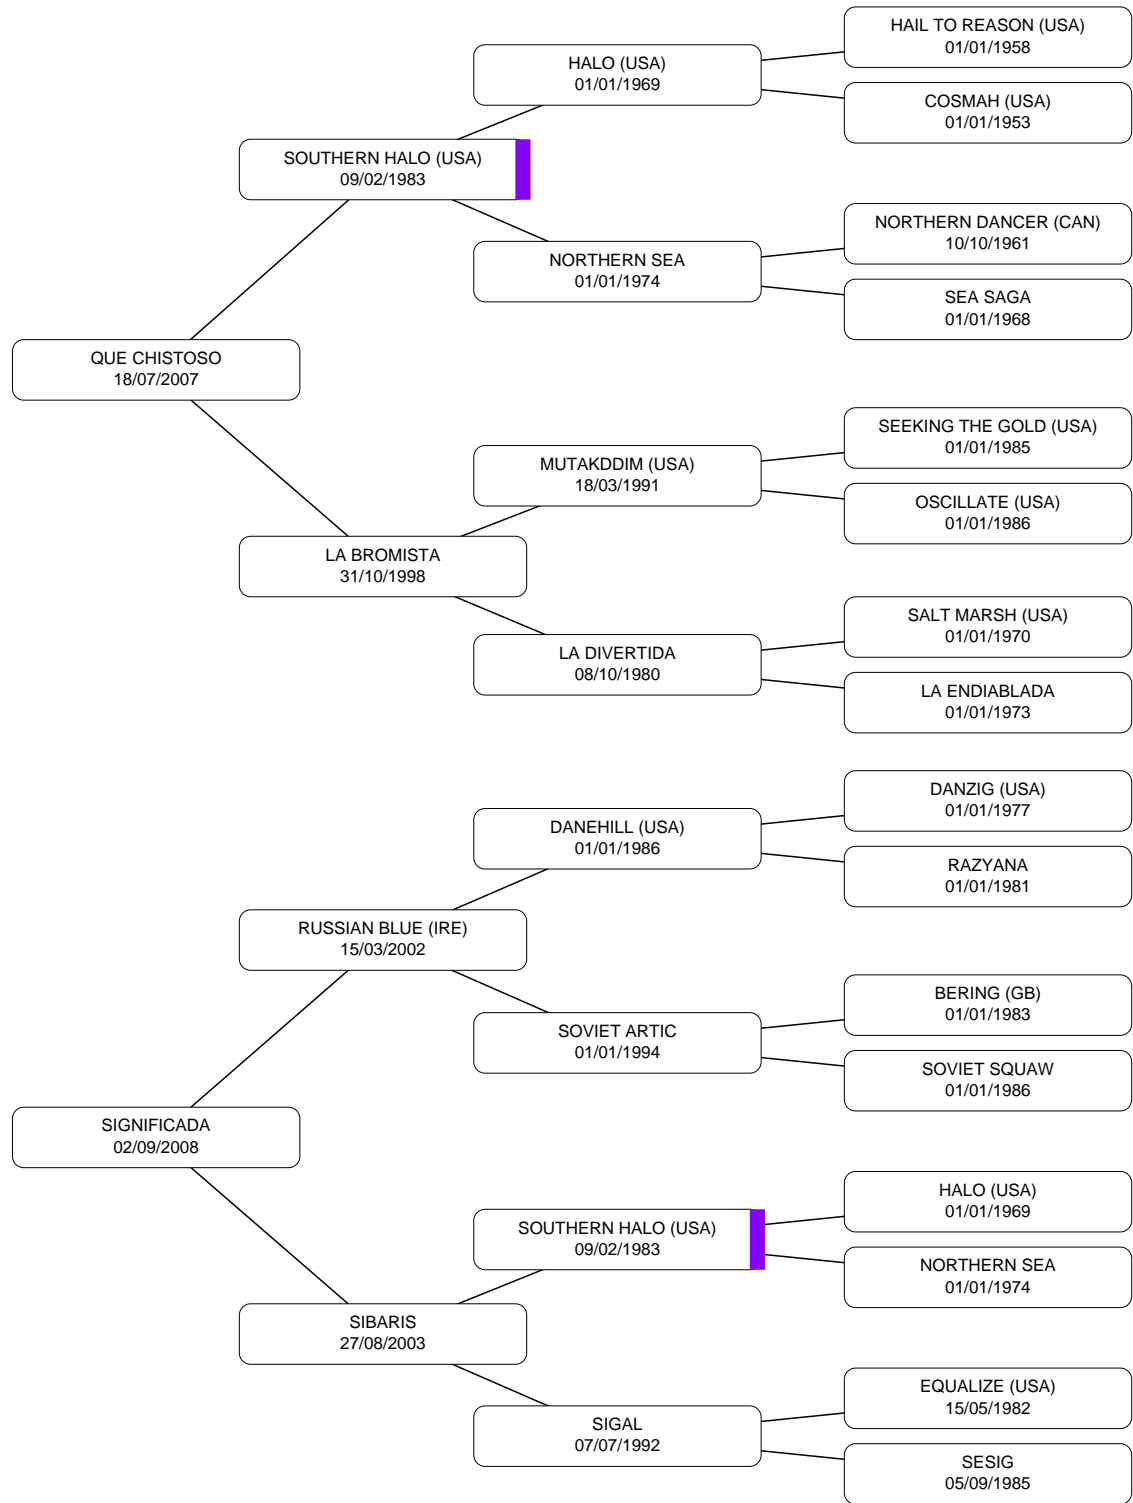 HAIL TO REASON (USA)
01/01/1958
HALO (USA)
01/01/1969
COSMAH (USA)
01/01/1953
SOUTHERN HALO (USA)
09/02/1983
NORTHERN DANCER (CAN)
10/10/1961
NORTHERN SEA
01/01/1974
SEA SAGA
01/01/1968
QUE CHISTOSO
18/07/2007
SEEKING THE GOLD (USA)
01/01/1985
MUTAKDDIM (USA)
18/03/1991
OSCILLATE (USA)
01/01/1986
LA BROMISTA
31/10/1998
SALT MARSH (USA)
01/01/1970
LA DIVERTIDA
08/10/1980
LA ENDIABLADA
01/01/1973
DANZIG (USA)
01/01/1977
DANEHILL (USA)
01/01/1986
RAZYANA
01/01/1981
RUSSIAN BLUE (IRE)
15/03/2002
BERING (GB)
01/01/1983
SOVIET ARTIC
01/01/1994
SOVIET SQUAW
01/01/1986
SIGNIFICADA
02/09/2008
HALO (USA)
01/01/1969
SOUTHERN HALO (USA)
09/02/1983
NORTHERN SEA
01/01/1974
SIBARIS
27/08/2003
EQUALIZE (USA)
15/05/1982
SIGAL
07/07/1992
SESIG
05/09/1985